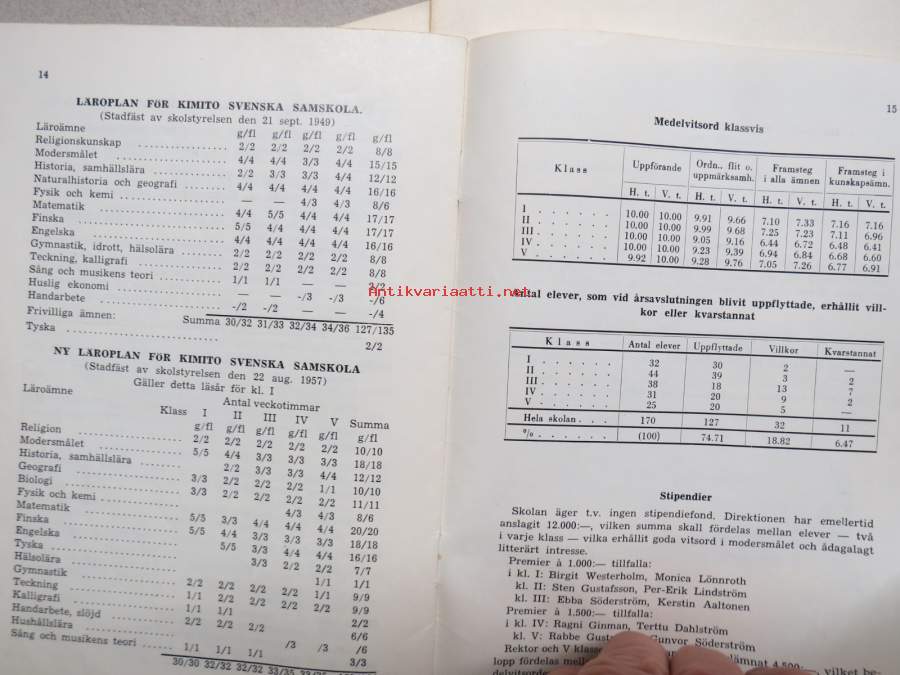 14
LÄROPLAN FÖR KIMITO SVENSKA SAMSKOLA.
(Stadfäst av skolstyrelsen den 21 sept. 1949)
Läroämne g/fl g/fl g/fl g/fl g/fl
Religionskunskap 2/2 2/2 2/2 2/2 8/8
Modersmålet 4/4 4/4 3/3 4/4 15/15
Historia, samhällslära 2/2 3/3 3/3 4/4 12/12
Naturalhistoria och geografi 4/4 4/4 4/4 4/4 16/16
Fysik och kemi — — 4/3 4/3 8/6
Matematik 4/4 5/5 4/4 4/4 17/17
Finska 5/5 4/4 4/4 4/4 17/17
Engelska 4/4 4/4 4/4 4/4 16/16
Gymnastik, idrott, hälsolära 2/2 2/2 2/2 2/2 8/8
Teckning, kalligrafi 2/2 2/2 2/2 2/2 8/8
Sång och musikens teori 1/1 1/1 — — 2/2
Huslig ekonomi — — -/3 -/3 -/6
Handarbete -/2 -/2 — — -/4
Summa 30/32 31/33 32/34 34/36 127/135
Frivilliga ämnen:
Tyska 2/2
NY LÄROPLAN FÖR KIMITO SVENSKA SAMSKOLA
(Stadfäst av skolstyrelsen den 22 aug. 1957)
Gäller detta läsår för kl. I
Läroämne Antal veckotimmar
Klass I II III IV V Summa
g/fl g/fl g/fl g/fl g/fl g/fl
Religion 2/2 2/2 2/2 2/2 2/2 10/10
Modersmålet 5/5 4/4 3/3 3/3 3/3 18/18
Historia, samhällslära 2/2 3/3 3/3 4/4 12/12
Geografi 3/3 2/2 2/2 2/2 1/1 10/10
Biologi 3/3 2/2 2/2 2/2 2/2 11/11
Fysik och kemi 4/3 4/3 8/6
Matematik 5/5 3/3 4/4 4/4 4/4 20/20
Finska 5/5 4/4 3/3 3/3 3/3 18/18
Engelska 5/5 3/3 4/4 4/4 16/16
Tyska 3/3 2/2 2/2 7/7
Hälsolära 1/1 1/1
Gymnastik 2/2 2/2 2/2 2/2 1/1 9/9
Teckning 1/1 2/2 2/2 2/2 2/2 9/9
Kalligrafi 1/1 1/1 2/2
Handarbete, slöjd 2/2 2/2 2/2 6/6
Hushållslära /3 /3 /6
Sång och musikens teori 1/1 1/1 1/1 3/3
30/30 32/32 32/32
15
Medelvitsord klassvis
Klass Uppförande Ordn., flit o. uppmärksamh. Framsteg i alla ämnen Framsteg i kunskapsämn.
H. t. V. t. H. t. V. t. H. t. V. t. H. t. V. t.
I 10.00 10.00 9.91 9.66 7.10 7.33 7.16 7.16
II 10.00 10.00 9.99 9.68 7.25 7.23 7.11 6.96
III 10.00 10.00 9.05 9.16 6.44 6.72 6.48 6.41
IV 10.00 10.00 9.23 9.39 6.94 6.84 6.68 6.60
V 9.92 10.00 9.28 9.76 7.05 7.26 6.77 6.91
Antikvariaatti.net
Antal elever, som vid årsavslutningen blivit uppflyttade, erhållit vill-
kor eller kvarstannat
Klass Antal elever Uppflyttade Villkor Kvarstannat
I 32 30 2 —
II 44 39 3 2
III 38 18 13 7
IV 31 20 9 2
V 25 20 5 —
Hela skolan 170 127 32 11
% (100) 74.71 18.82 6.47
Stipendier
Skolan äger t.v. ingen stipendiefond. Direktionen har emellertid
anslagit 12.000:—, vilken summa skall fördelas mellan elever — två
i varje klass — vilka erhållit goda vitsord i modersmålet och ådagalagt
litterärt intresse.
Premier à 1.000:— tillfalla:
i kl. I: Birgit Westerholm, Monica Lönnroth
kl. II: Sten Gustafsson, Per-Erik Lindström
kl. III: Ebba Söderström, Kerstin Aaltonen
Premier à 1.500:— tillfalla:
i kl. IV: Ragni Ginman, Terttu Dahlström
kl. V: Rabbe Gunvor Söderström
Rektor och V 4.500:—, vilket be-
lopp fördelas